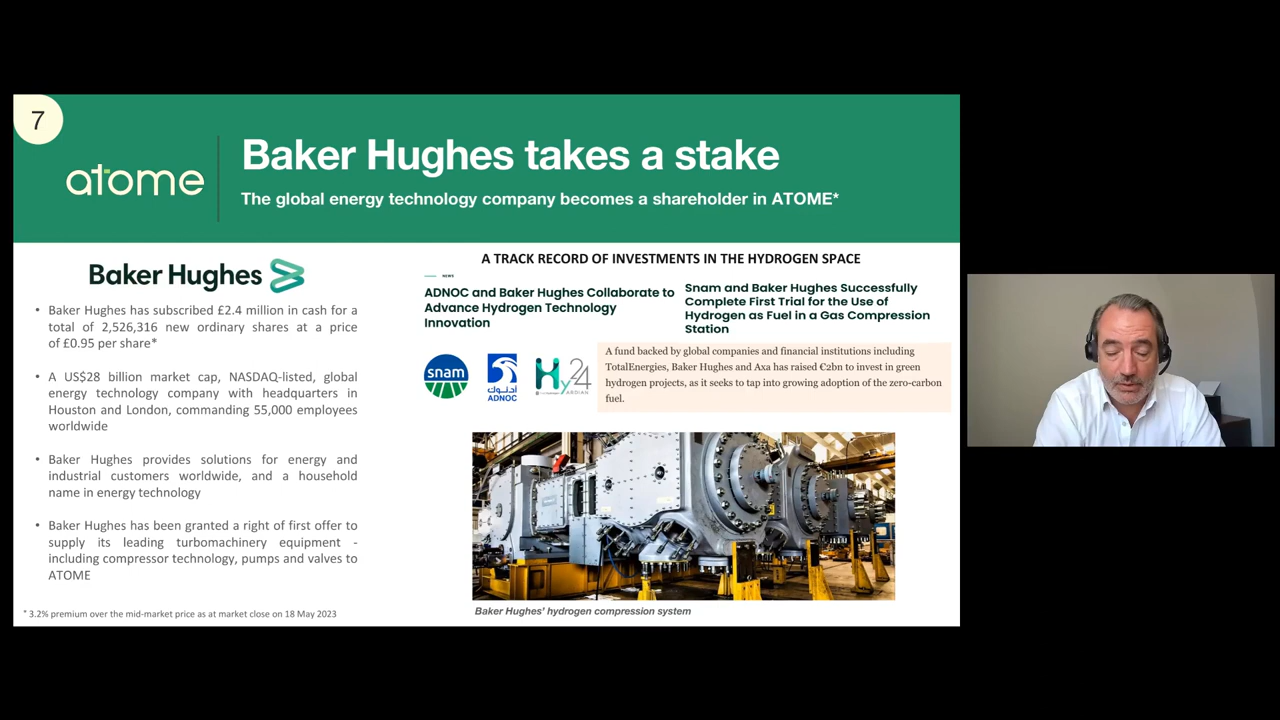 7
atome
Baker Hughes takes a stake
The global energy technology company becomes a shareholder in ATOME*
Baker Hughes
• Baker Hughes has subscribed £2.4 million in cash for a
total of 2,526,316 new ordinary shares at a price
of £0.95 per share*
• A US$28 billion market cap, NASDAQ-listed, global
energy technology company with headquarters in
Houston and London, commanding 55,000 employees
worldwide
• Baker Hughes provides solutions for energy and
industrial customers worldwide, and a household
name in energy technology
• Baker Hughes has been granted a right of first offer to
supply its leading turbomachinery equipment -
including compressor technology, pumps and valves to
ATOME
* 3.2% premium over the mid-market price as at market close on 18 May 2023
A TRACK RECORD OF INVESTMENTS IN THE HYDROGEN SPACE
NEWS
ADNOC and Baker Hughes Collaborate to
Advance Hydrogen Technology
Innovation
Snam and Baker Hughes Successfully
Complete First Trial for the Use of
Hydrogen as Fuel in a Gas Compression
Station
snam
أدنوك
ADNOC
Hy24
ARDIAN
A fund backed by global companies and financial institutions including
TotalEnergies, Baker Hughes and Axa has raised €2bn to invest in green
hydrogen projects, as it seeks to tap into growing adoption of the zero-carbon
fuel.
Baker Hughes' hydrogen compression system